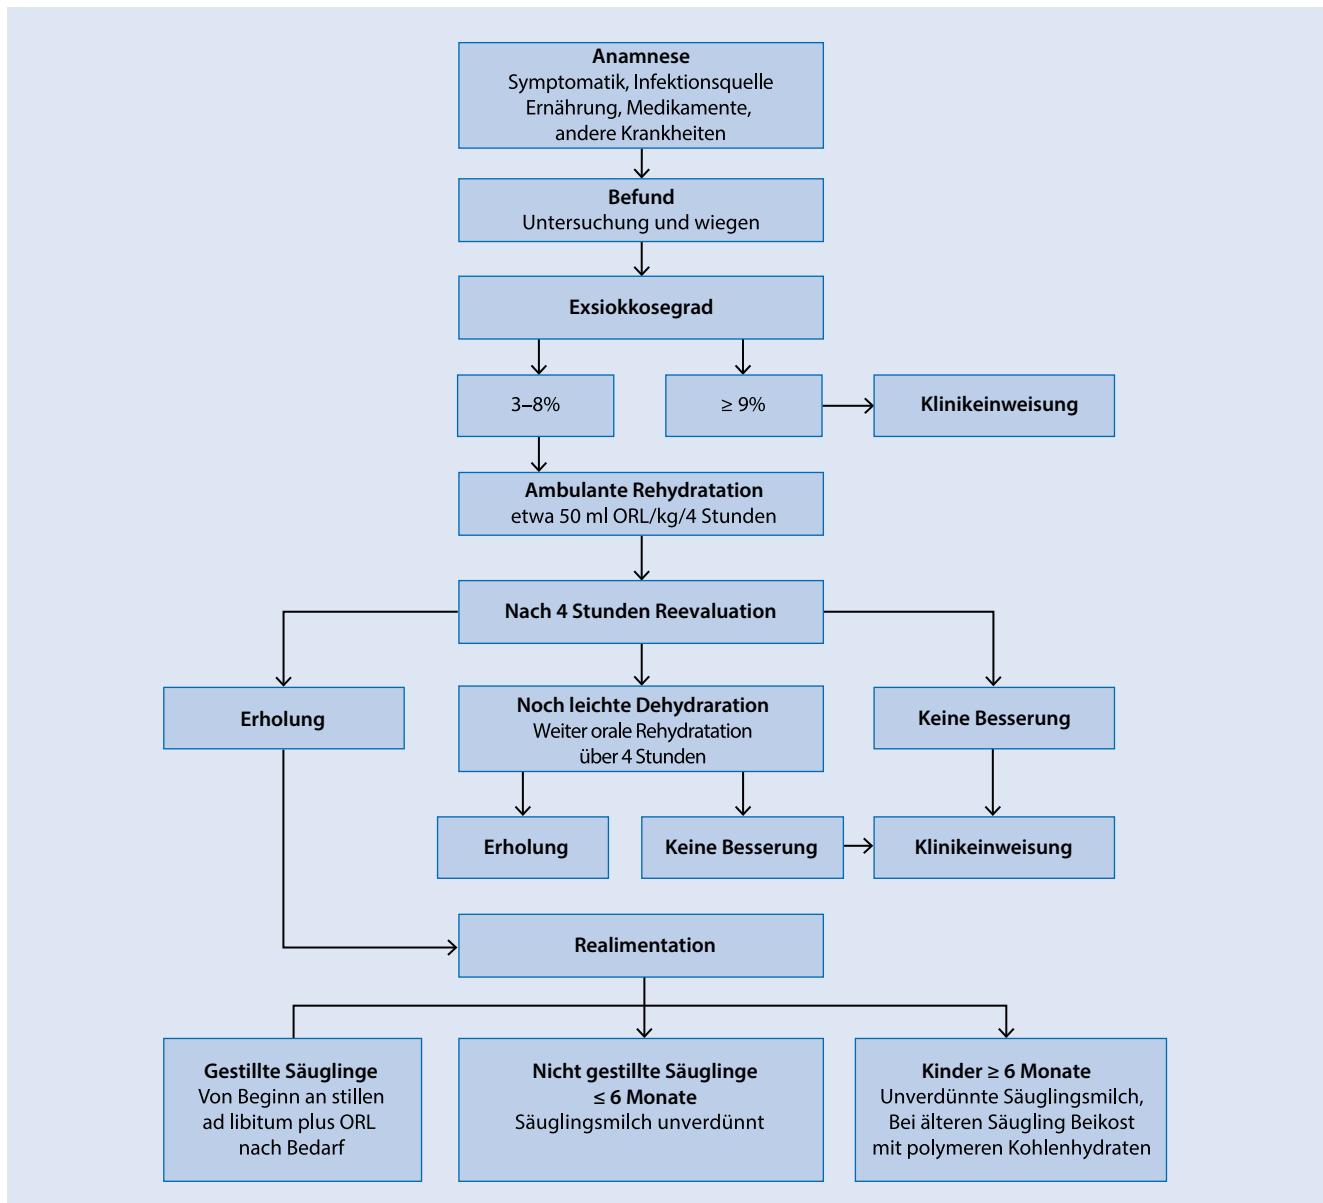 Anamnese
Symptomatik, Infektionsquelle
Ernährung, Medikamente,
andere Krankheiten
Befund
Untersuchung und wiegen
Exsiokkosegrad
3–8%
≥ 9%
Klinikeinweisung
Ambulante Rehydratation
etwa 50 ml ORL/kg/4 Stunden
Nach 4 Stunden Reevaluation
Erholung
Noch leichte Dehydraration
Weiter orale Rehydratation
über 4 Stunden
Keine Besserung
Erholung
Keine Besserung
Klinikeinweisung
Realimentation
Gestillte Säuglinge
Von Beginn an stillen
ad libitum plus ORL
nach Bedarf
Nicht gestillte Säuglinge
≤ 6 Monate
Säuglingsmilch unverdünnt
Kinder ≥ 6 Monate
Unverdünnte Säuglingsmilch,
Bei älteren Säugling Beikost
mit polymeren Kohlenhydraten